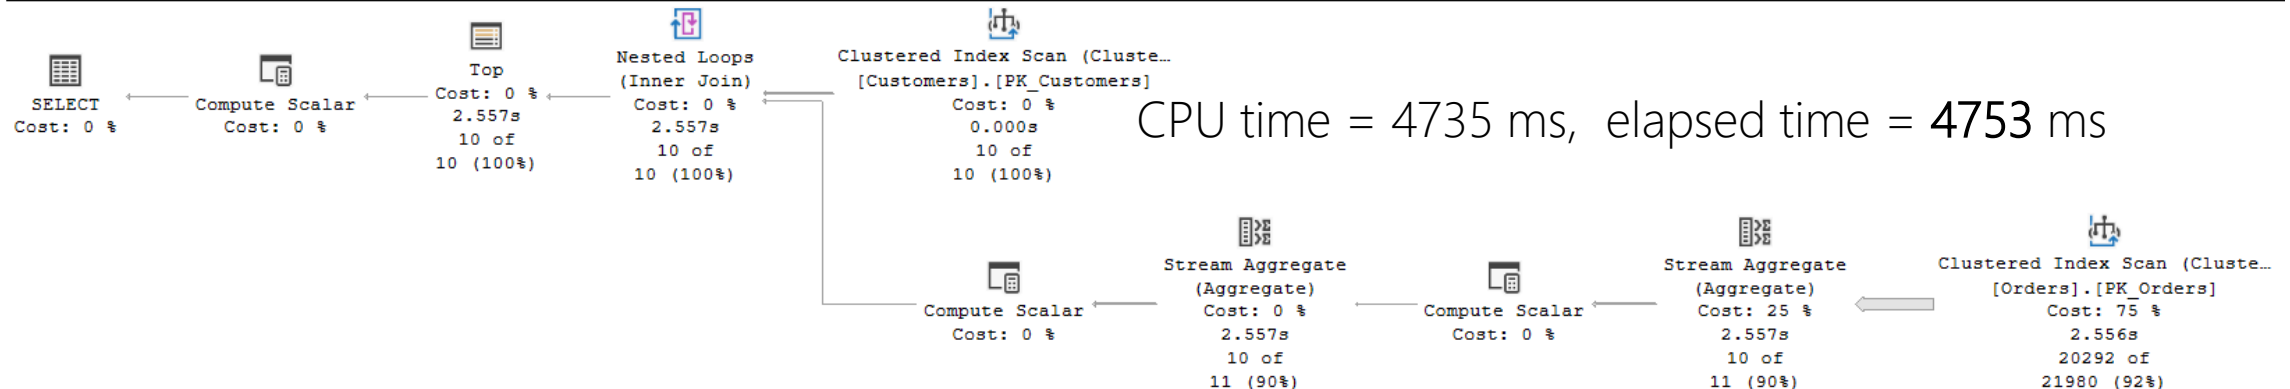 SELECT
Cost: 0 %
Compute Scalar
Cost: 0 %
Top
Cost: 0 %
2.557s
10 of
10 (100%)
Nested Loops
(Inner Join)
Cost: 0 %
2.557s
10 of
10 (100%)
Clustered Index Scan (Cluste…
[Customers].[PK_Customers]
Cost: 0 %
0.000s
10 of
10 (100%)
CPU time = 4735 ms, elapsed time = 4753 ms
Compute Scalar
Cost: 0 %
Stream Aggregate
(Aggregate)
Cost: 0 %
2.557s
10 of
11 (90%)
Compute Scalar
Cost: 0 %
Stream Aggregate
(Aggregate)
Cost: 25 %
2.557s
10 of
11 (90%)
Clustered Index Scan (Cluste…
[Orders].[PK_Orders]
Cost: 75 %
2.556s
20292 of
21980 (92%)